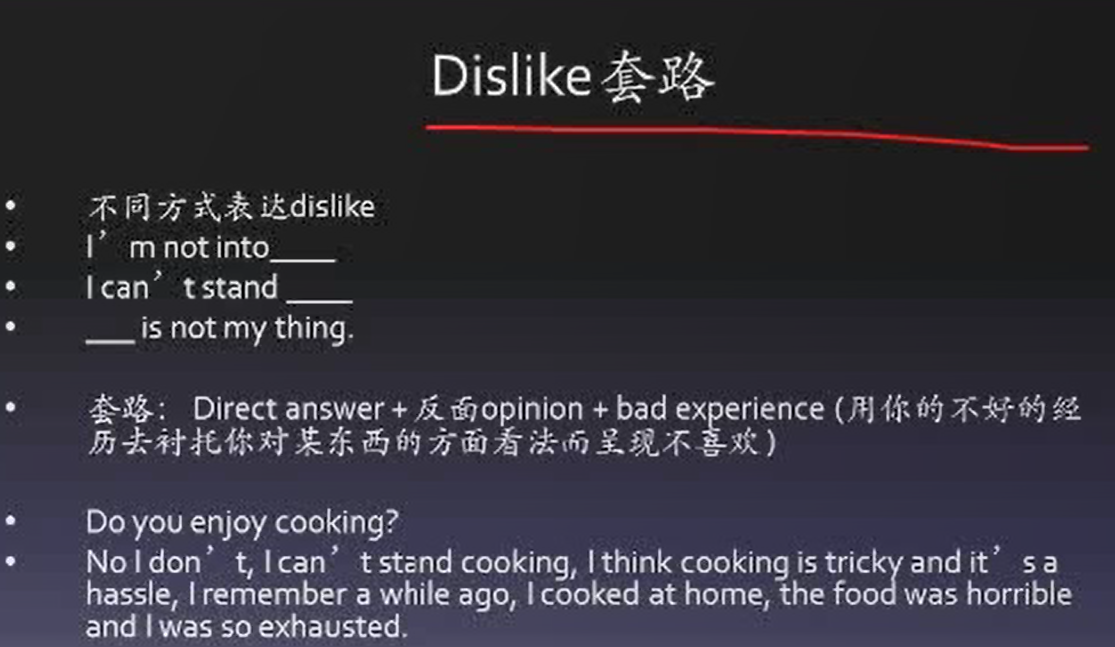 Dislike套路
• 不同方式表达dislike
• I’m not into____
• I can’t stand ____
• ___ is not my thing.
• 套路： Direct answer + 反面opinion + bad experience (用你的不好的经
历去衬托你对某东西的方面看法而呈现不喜欢)
• Do you enjoy cooking?
• No I don’t, I can’t stand cooking, I think cooking is tricky and it’s a
hassle, I remember a while ago, I cooked at home, the food was horrible
and I was so exhausted.